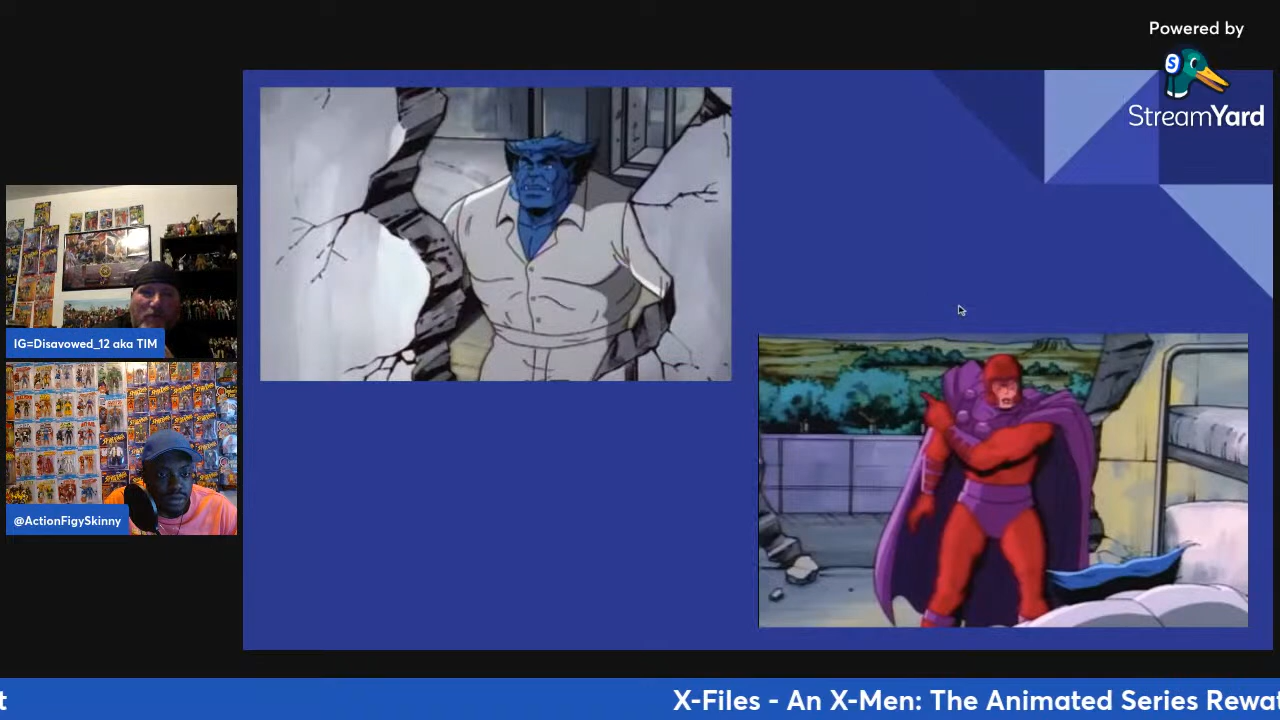 Powered by
StreamYard
IG=Disavowed_12 aka TIM
@ActionFigySkinny
t
X-Files - An X-Men: The Animated Series Rewat